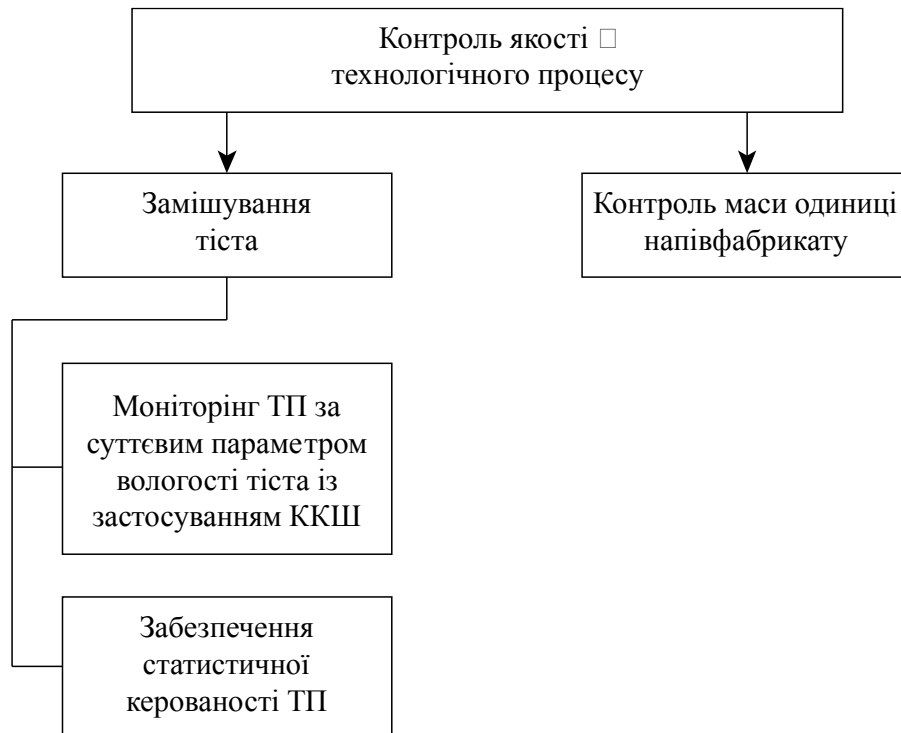 Контроль якості □
технологічного процесу
Замішування
тіста
Контроль маси одиниці
напівфабрикату
Моніторинг ТП за
суттєвим параметром
вологості тіста із
застосуванням ККШ
Забезпечення
статистичної
керованості ТП